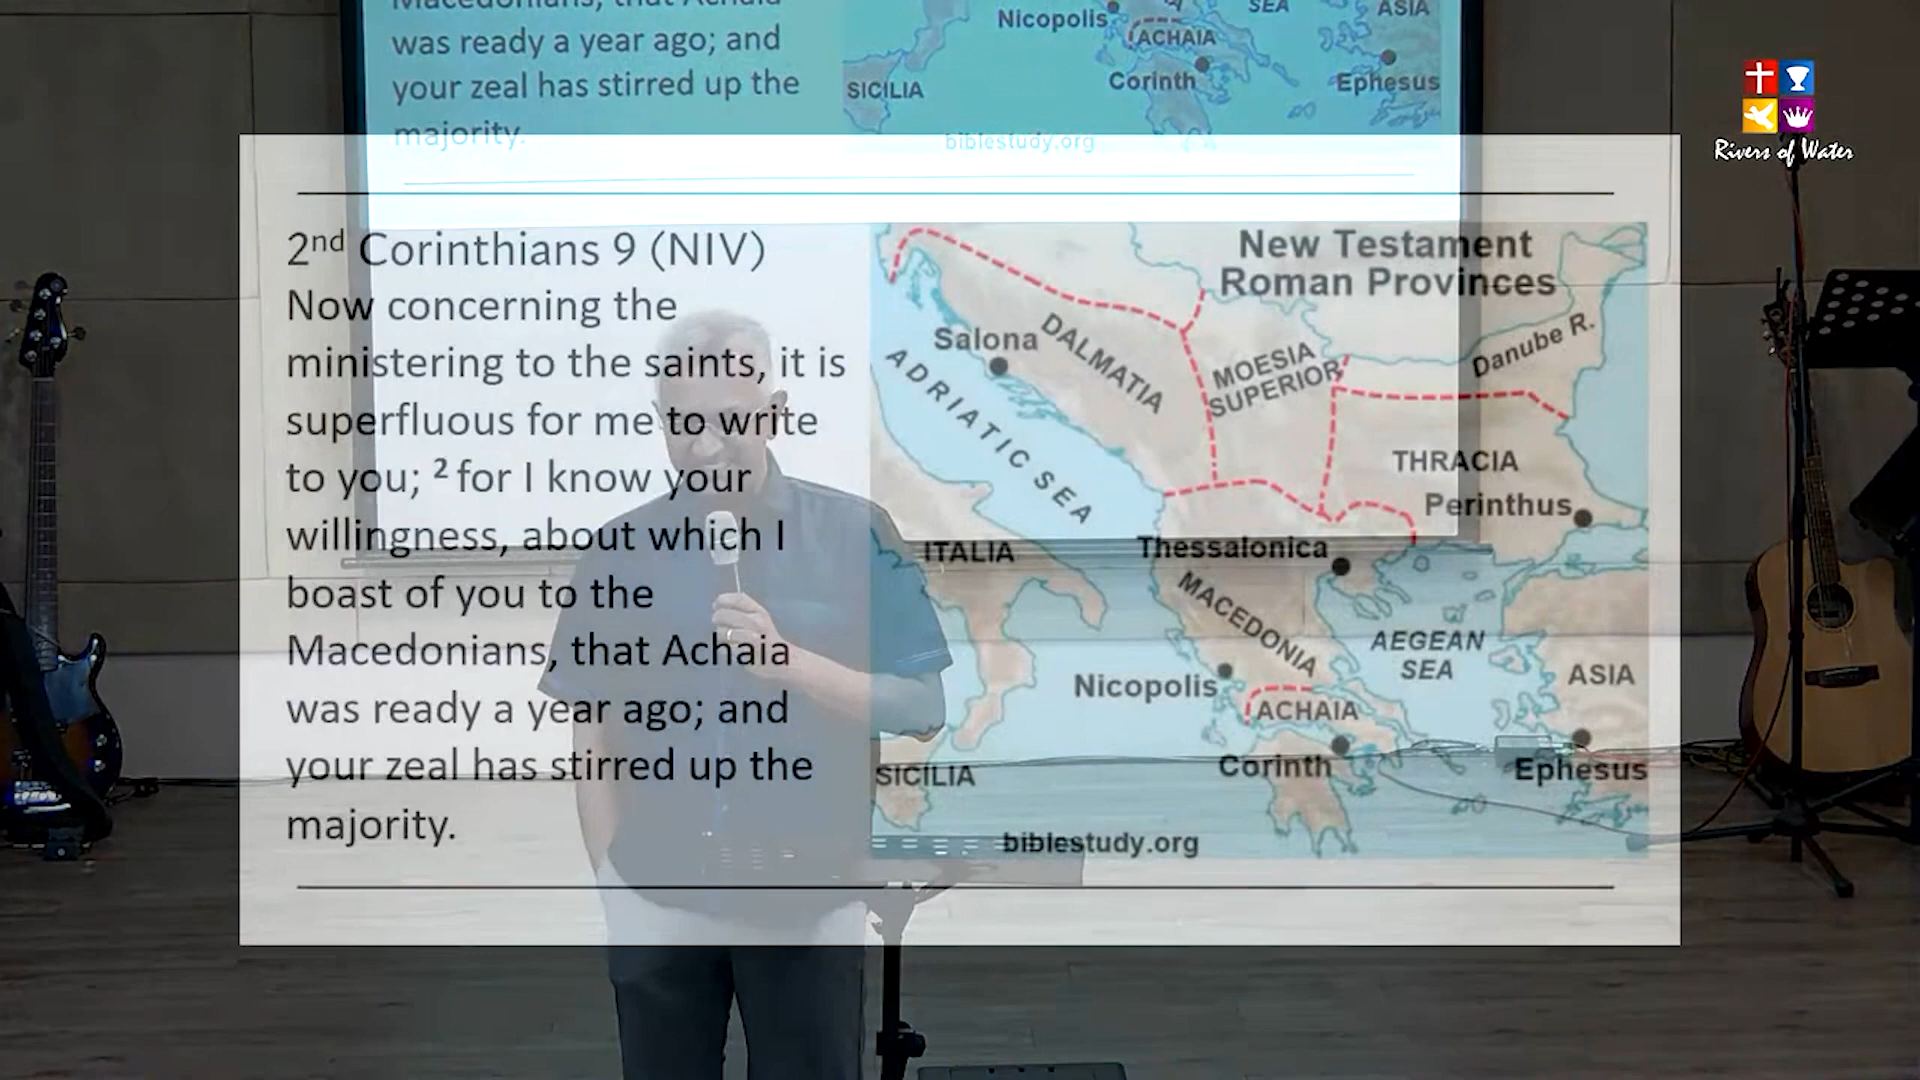 Macedonians, that Achaia
was ready a year ago; and
your zeal has stirred up the
majority.
Nicopolis
SEA
ASIA
ACHAIA
Corinth
Ephesus
SICILIA
biblestudy.org
Rivers of Water
2nd Corinthians 9 (NIV)
Now concerning the
ministering to the saints, it is
superfluous for me to write
to you; ² for I know your
willingness, about which I
boast of you to the
Macedonians, that Achaia
was ready a year ago; and
your zeal has stirred up the
majority.
New Testament
Roman Provinces
Salona
DALMATIA
ADRIATIC SEA
MOESIA
SUPERIOR
Danube R.
THRACIA
Perinthus
ITALIA
Thessalonica
MACEDONIA
AEGEAN
SEA
ASIA
Nicopolis
ACHAIA
Corinth
Ephesus
SICILIA
biblestudy.org